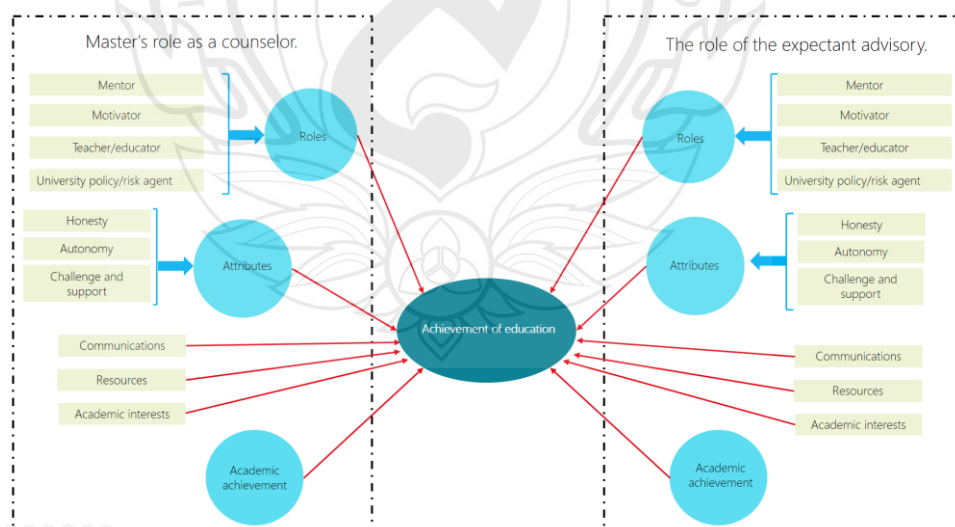 Master's role as a counselor.
Mentor
Motivator
Teacher/educator
University policy/risk agent
Roles
Honesty
Autonomy
Challenge and
support
Attributes
Communications
Resources
Academic interests
Academic
achievement
Achievement of education
The role of the expectant advisory.
Mentor
Motivator
Teacher/educator
University policy/risk agent
Roles
Honesty
Autonomy
Challenge and
support
Attributes
Communications
Resources
Academic interests
Academic
achievement